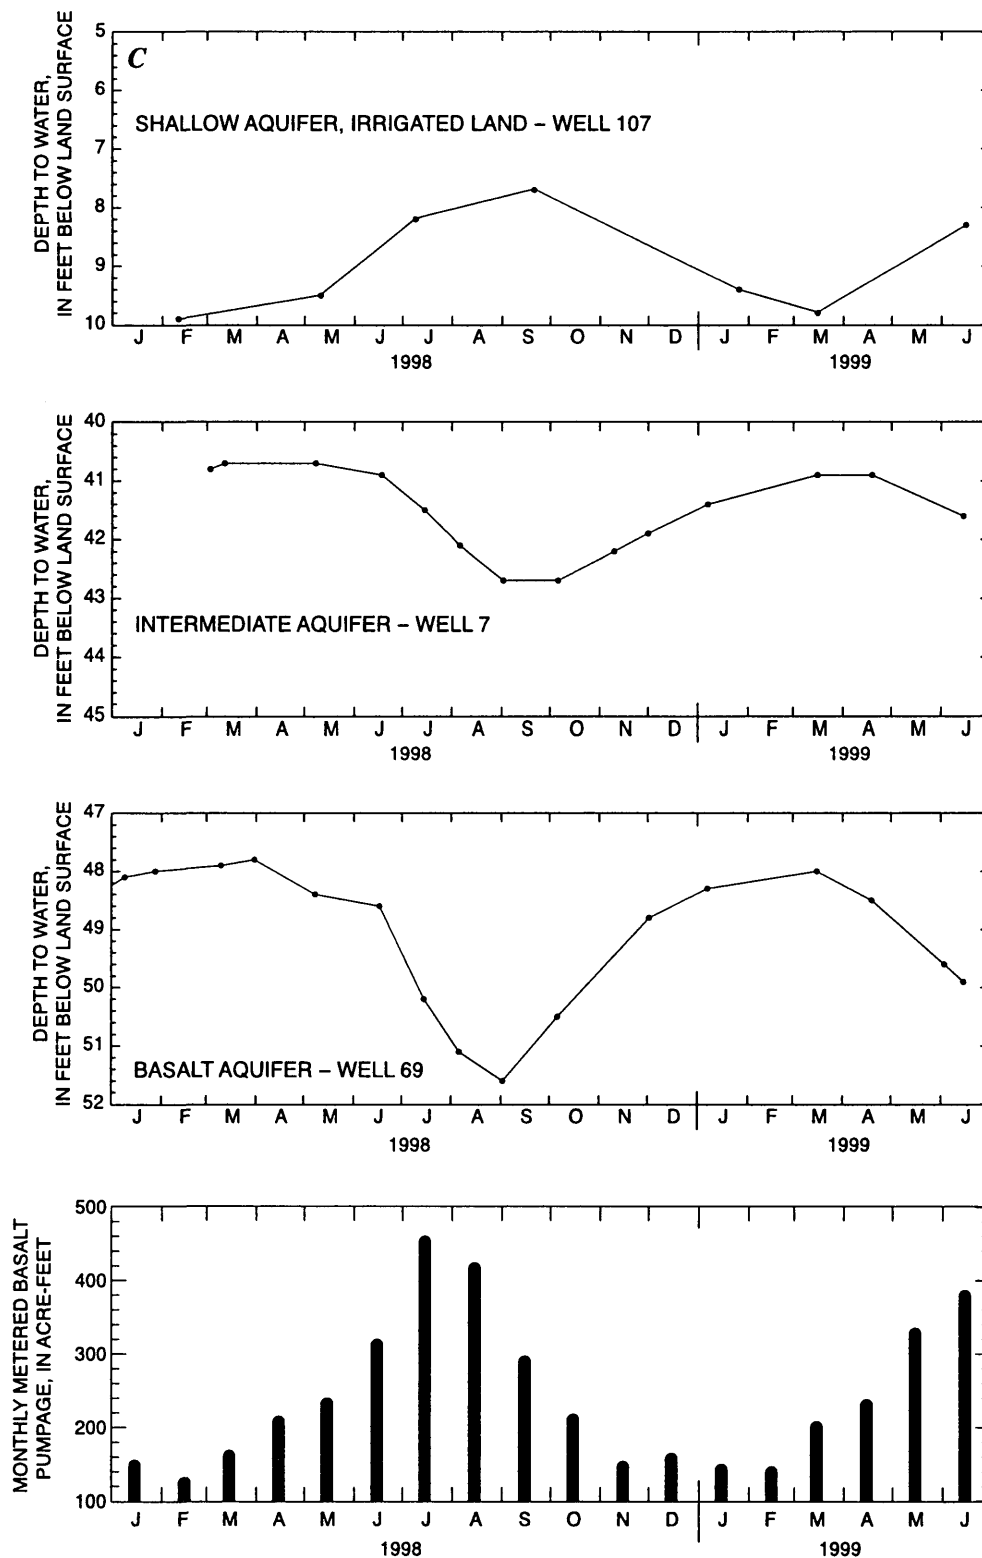 C
SHALLOW AQUIFER, IRRIGATED LAND – WELL 107
DEPTH TO WATER,
IN FEET BELOW LAND SURFACE
5
6
7
8
9
10
J F M A M J J A S O N D J F M A M J
1998 1999
INTERMEDIATE AQUIFER – WELL 7
DEPTH TO WATER,
IN FEET BELOW LAND SURFACE
40
41
42
43
44
45
J F M A M J J A S O N D J F M A M J
1998 1999
BASALT AQUIFER – WELL 69
DEPTH TO WATER,
IN FEET BELOW LAND SURFACE
47
48
49
50
51
52
J F M A M J J A S O N D J F M A M J
1998 1999
MONTHLY METERED BASALT
PUMPAGE, IN ACRE-FEET
500
400
300
200
100
J F M A M J J A S O N D J F M A M J
1998 1999